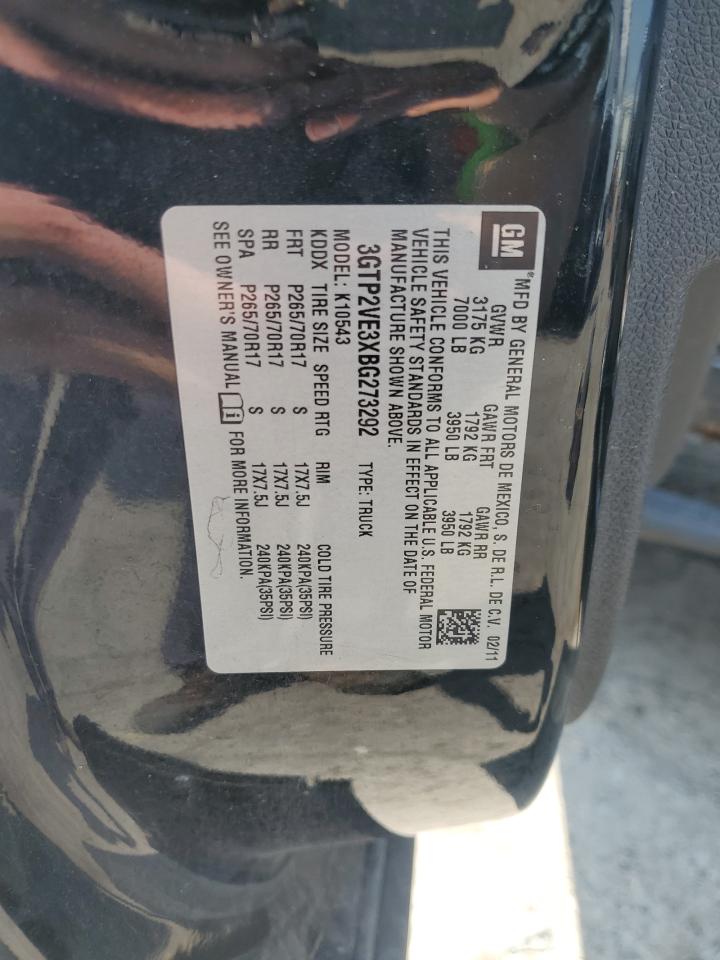 GM
®MFD BY GENERAL MOTORS DE MEXICO, S. DE R.L. DE C.V. 02/11
GVWR GAWR FRT GAWR RR
3175 KG 1792 KG 1792 KG
7000 LB 3950 LB 3950 LB
THIS VEHICLE CONFORMS TO ALL APPLICABLE U.S. FEDERAL MOTOR
VEHICLE SAFETY STANDARDS IN EFFECT ON THE DATE OF
MANUFACTURE SHOWN ABOVE.
3GTP2VE3XBG273292 TYPE: TRUCK
MODEL: K10543
KDDX TIRE SIZE SPEED RTG RIM COLD TIRE PRESSURE
FRT P265/70R17 S 17X7.5J 240KPA(35PSI)
RR P265/70R17 S 17X7.5J 240KPA(35PSI)
SPA P265/70R17 S 17X7.5J 240KPA(35PSI)
SEE OWNER'S MANUAL i FOR MORE INFORMATION.